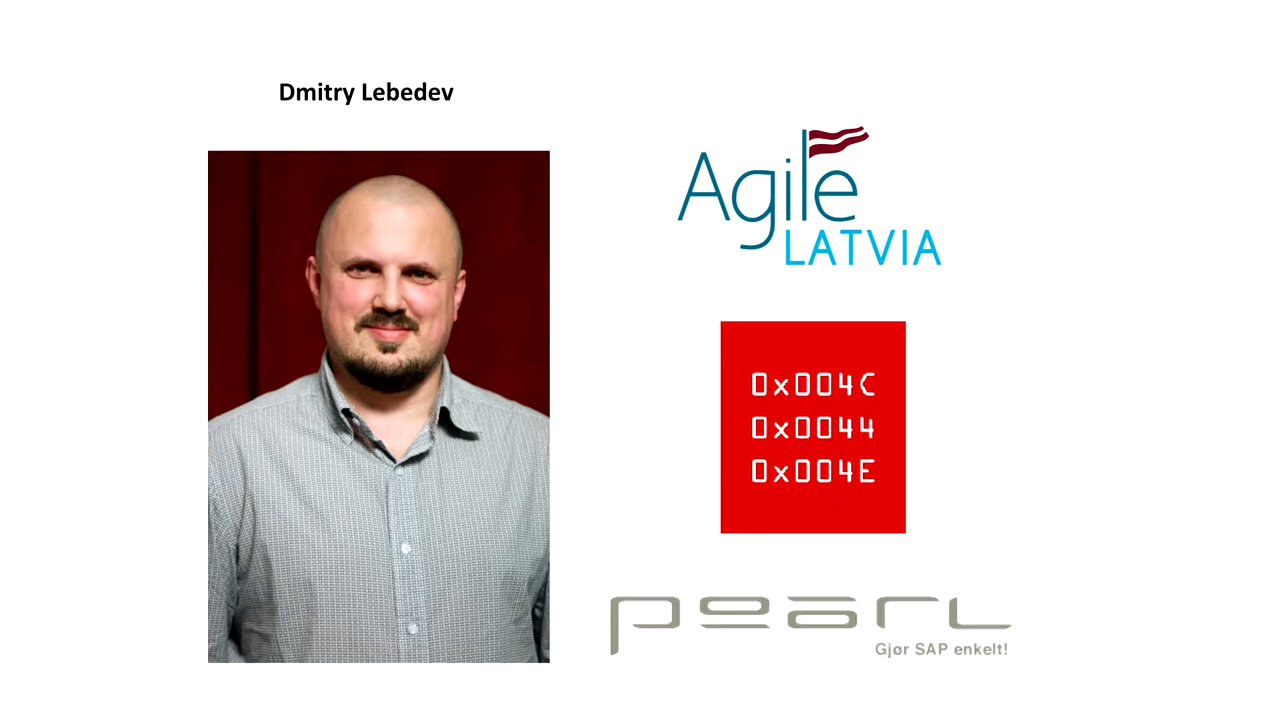 Dmitry Lebedev
Agile
LATVIA
0x004C
0x0044
0x004E
pearl
Gjør SAP enkelt!